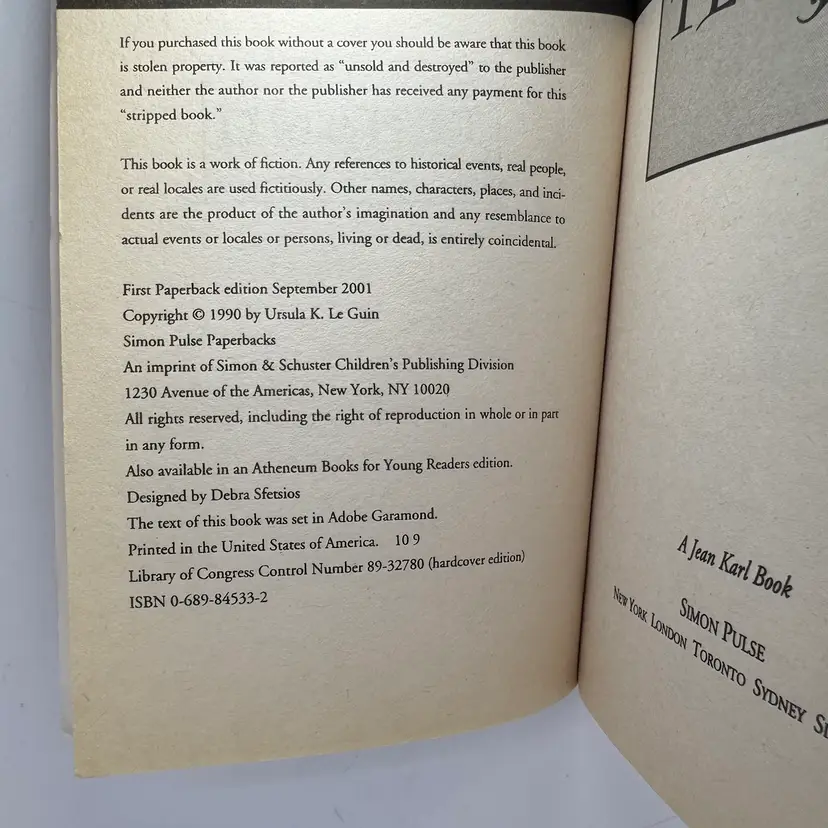 If you purchased this book without a cover you should be aware that this book
is stolen property. It was reported as “unsold and destroyed” to the publisher
and neither the author nor the publisher has received any payment for this
“stripped book.”
This book is a work of fiction. Any references to historical events, real people,
or real locales are used fictitiously. Other names, characters, places, and inci-
dents are the product of the author’s imagination and any resemblance to
actual events or locales or persons, living or dead, is entirely coincidental.
First Paperback edition September 2001
Copyright © 1990 by Ursula K. Le Guin
Simon Pulse Paperbacks
An imprint of Simon & Schuster Children’s Publishing Division
1230 Avenue of the Americas, New York, NY 10020
All rights reserved, including the right of reproduction in whole or in part
in any form.
Also available in an Atheneum Books for Young Readers edition.
Designed by Debra Sfetsios
The text of this book was set in Adobe Garamond.
Printed in the United States of America. 10 9
Library of Congress Control Number 89-32780 (hardcover edition)
ISBN 0-689-84533-2
A Jean Karl Book
SIMON PULSE
NEW YORK LONDON TORONTO SYDNEY